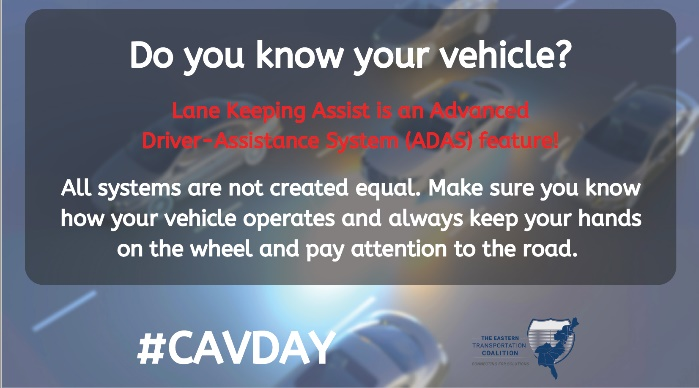 Do you know your vehicle?
Lane Keeping Assist is an Advanced
Driver-Assistance System (ADAS) feature!
All systems are not created equal. Make sure you know
how your vehicle operates and always keep your hands
on the wheel and pay attention to the road.
#CAVDAY
THE EASTERN
TRANSPORTATION
COALITION